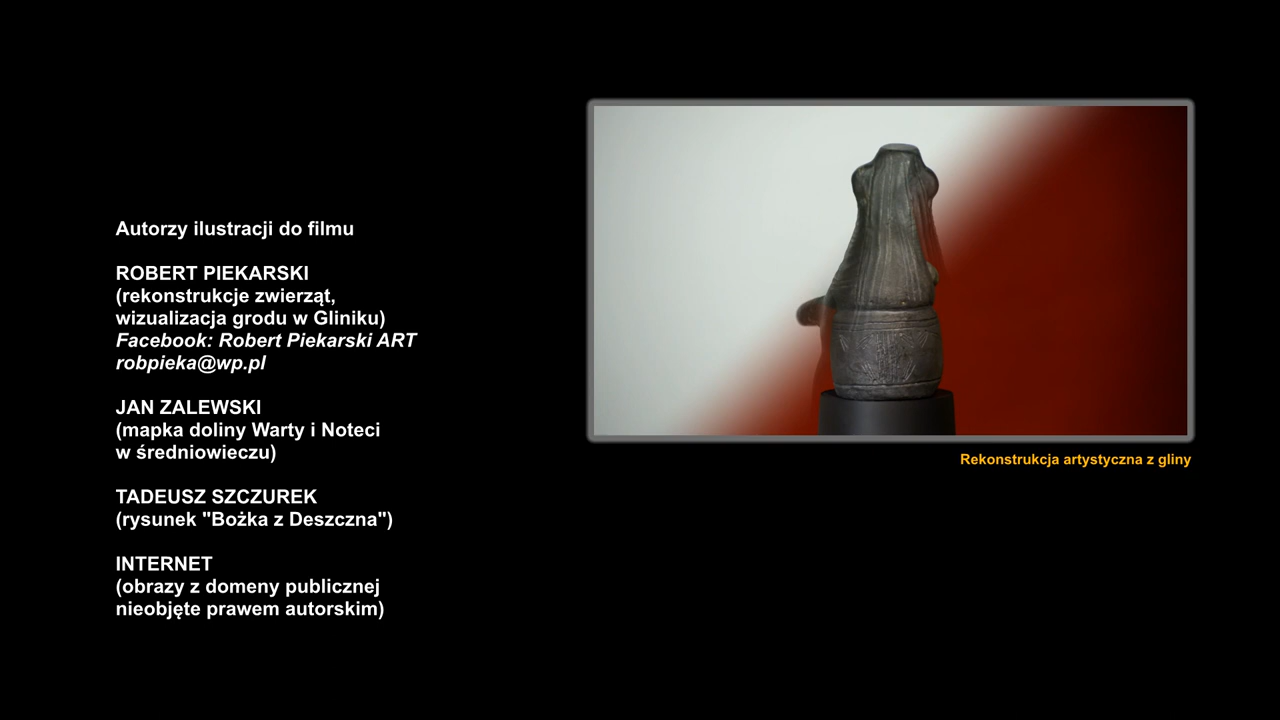 Autorzy ilustracji do filmu
ROBERT PIEKARSKI
(rekonstrukcje zwierząt,
wizualizacja grodu w Gliniku)
Facebook: Robert Piekarski ART
robpieka@wp.pl
JAN ZALEWSKI
(mapka doliny Warty i Noteci
w średniowieczu)
TADEUSZ SZCZUREK
(rysunek "Bożka z Deszczna")
INTERNET
(obrazy z domeny publicznej
nieobjęte prawem autorskim)
Rekonstrukcja artystyczna z gliny